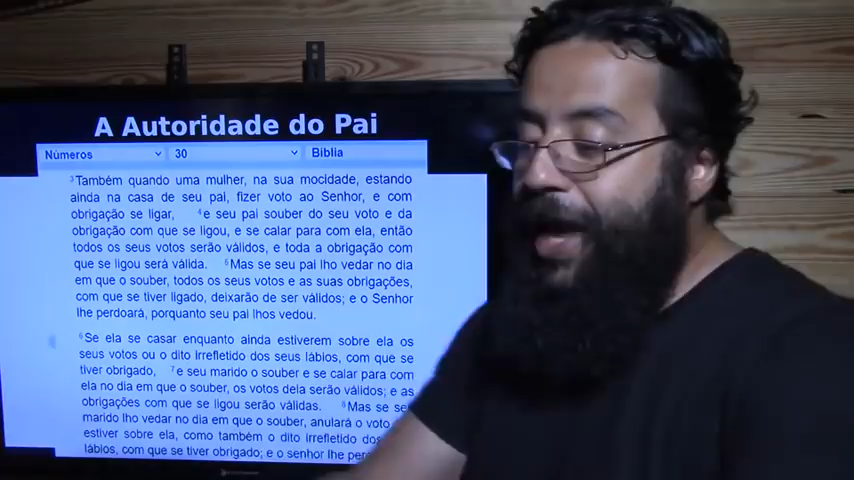 A Autoridade do Pai
Números 30 Bíblia
3Também quando uma mulher, na sua mocidade, estando
ainda na casa de seu pai, fizer voto ao Senhor, e com
obrigação se ligar, 4e seu pai souber do seu voto e da
obrigação com que se ligou, e se calar para com ela, então
todos os seus votos serão válidos, e toda a obrigação com
que se ligou será válida. 5Mas se seu pai lho vedar no dia
em que o souber, todos os seus votos e as suas obrigações,
com que se tiver ligado, deixarão de ser válidos; e o Senhor
lhe perdoará, porquanto seu pai lhos vedou.
6Se ela se casar enquanto ainda estiverem sobre ela os
seus votos ou o dito irrefletido dos seus lábios, com que se
tiver obrigado, 7e seu marido o souber e se calar para com
ela no dia em que o souber, os votos dela serão válidos; e as
obrigações com que se ligou serão válidas. 8Mas se se
marido lho vedar no dia em que o souber, anulará o voto
estiver sobre ela, como também o dito irrefletido dos
lábios, com que se tiver obrigado; e o senhor lhe per